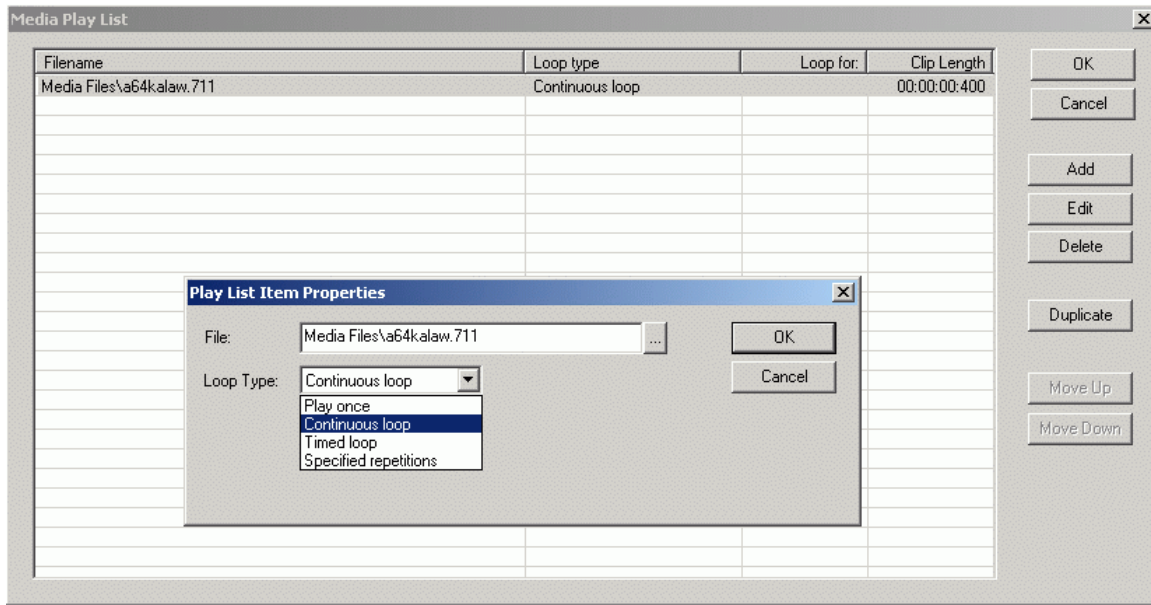 Media Play List
Filename Loop type Loop for: Clip Length
Media Files\a64kalaw.711 Continuous loop 00:00:00:400
OK
Cancel
Add
Edit
Delete
Duplicate
Move Up
Move Down
Play List Item Properties
File: Media Files\a64kalaw.711 ... OK
Loop Type: Continuous loop Cancel
Play once
Continuous loop
Timed loop
Specified repetitions